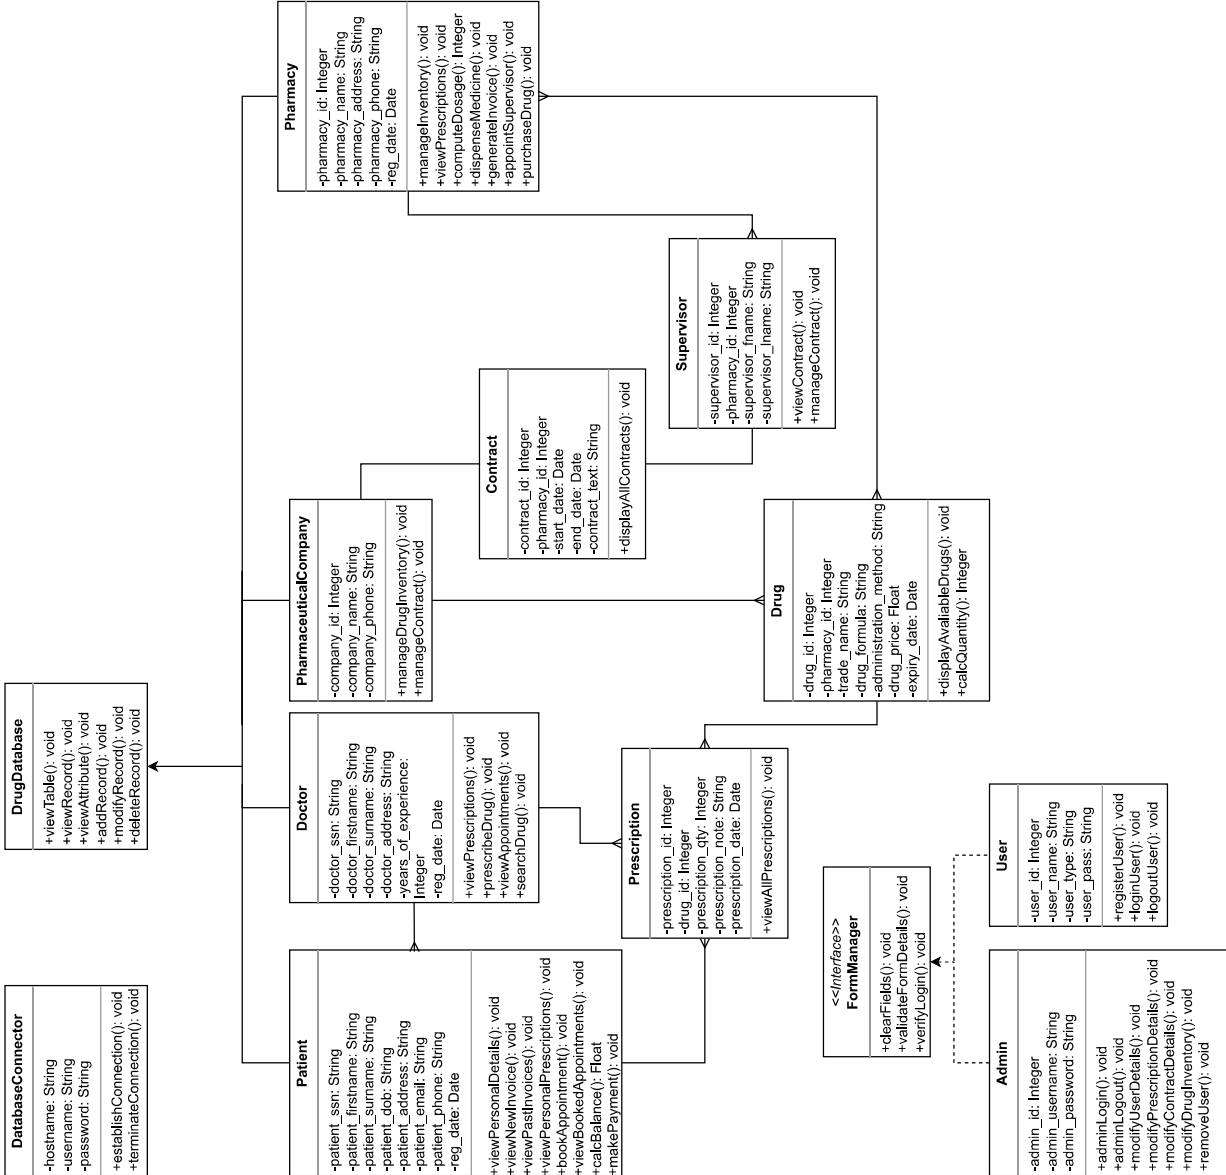 DatabaseConnector
-hostname: String
-username: String
-password: String
+establishConnection(): void
+terminateConnection(): void
DrugDatabase
+viewTable(): void
+viewRecord(): void
+viewAttribute(): void
+addRecord(): void
+modifyRecord(): void
+deleteRecord(): void
Patient
-patient_ssn: String
-patient_firstname: String
-patient_surname: String
-patient_dob: String
-patient_address: String
-patient_email: String
-patient_phone: String
-reg_date: Date
+viewPersonalDetails(): void
+viewNewInvoice(): void
+viewPastInvoices(): void
+viewPersonalPrescriptions(): void
+bookAppointment(): void
+viewBookedAppointments(): void
+calcBalance(): Float
+makePayment(): void
Doctor
-doctor_ssn: String
-doctor_firstname: String
-doctor_surname: String
-doctor_address: String
-years_of_experience:
Integer
-reg_date: Date
+viewPrescriptions(): void
+prescribeDrug(): void
+viewAppointments(): void
+searchDrug(): void
PharmaceuticalCompany
-company_id: Integer
-company_name: String
-company_phone: String
+manageDrugInventory(): void
+manageContract(): void
Pharmacy
-pharmacy_id: Integer
-pharmacy_name: String
-pharmacy_address: String
-pharmacy_phone: String
-reg_date: Date
+manageInventory(): void
+viewPrescriptions(): void
+computeDosage(): Integer
+dispenseMedicine(): void
+generateInvoice(): void
+appointSupervisor(): void
+purchaseDrug(): void
Contract
-contract_id: Integer
-pharmacy_id: Integer
-start_date: Date
-end_date: Date
-contract_text: String
+displayAllContracts(): void
Supervisor
-supervisor_id: Integer
-pharmacy_id: Integer
-supervisor_fname: String
-supervisor_lname: String
+viewContract(): void
+manageContract(): void
Prescription
-prescription_id: Integer
-drug_id: Integer
-prescription_qty: Integer
-prescription_note: String
-prescription_date: Date
+viewAllPrescriptions(): void
Drug
-drug_id: Integer
-pharmacy_id: Integer
-trade_name: String
-drug_formula: String
-administration_method: String
-drug_price: Float
-expiry_date: Date
+displayAvaliableDrugs(): void
+calcQuantity(): Integer
<<Interface>>
FormManager
+clearFields(): void
+validateFormDetails(): void
+verifyLogin(): void
Admin
-admin_id: Integer
-admin_username: String
-admin_password: String
+adminLogin(): void
+adminLogout(): void
+modifyUserDetails(): void
+modifyPrescriptionDetails(): void
+modifyContractDetails(): void
+modifyDrugInventory(): void
+removeUser(): void
User
-user_id: Integer
-user_name: String
-user_type: String
-user_pass: String
+registerUser(): void
+loginUser(): void
+logoutUser(): void